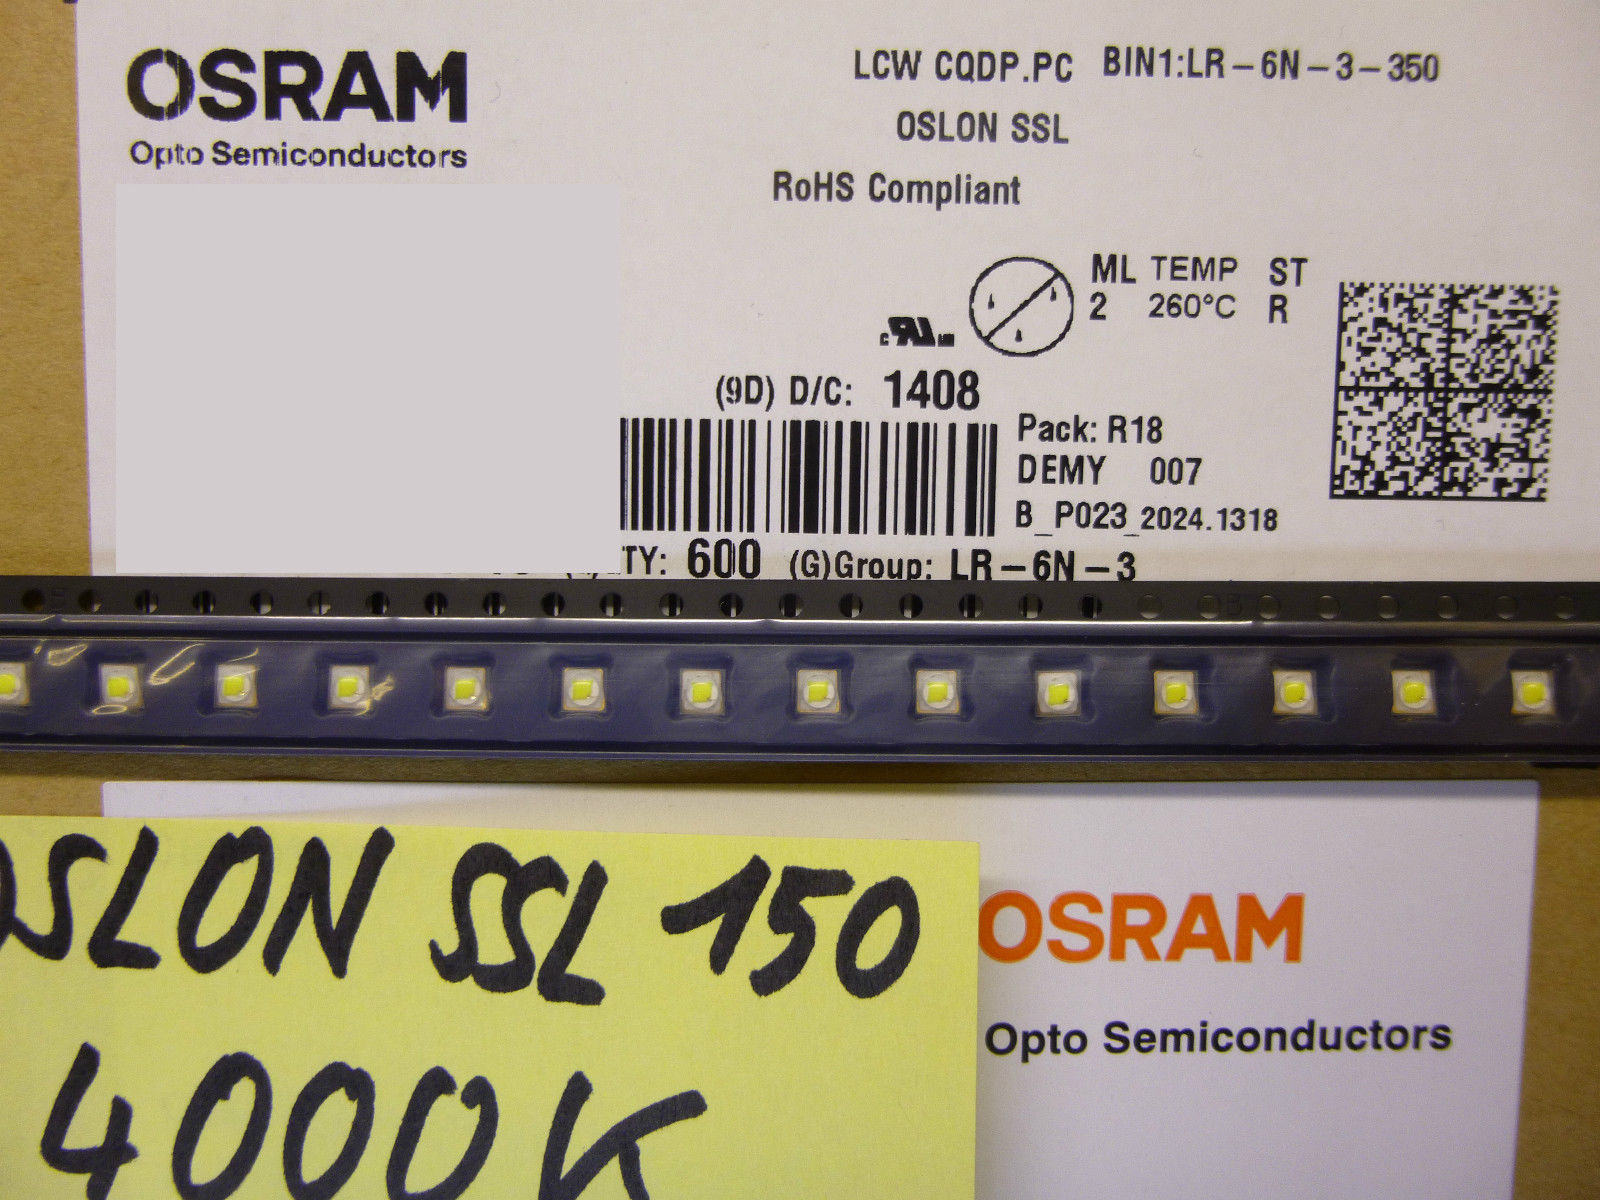 OSRAM
Opto Semiconductors
LCW CQDP.PC BIN1:LR-6N-3-350
OSLON SSL
RoHS Compliant
ML TEMP ST
2 260°C R
(9D) D/C: 1408
Pack: R18
DEMY 007
B_P023_2024.1318
TY: 600 (G)Group: LR-6N-3
OSLON SSL 150
4000K
OSRAM
Opto Semiconductors